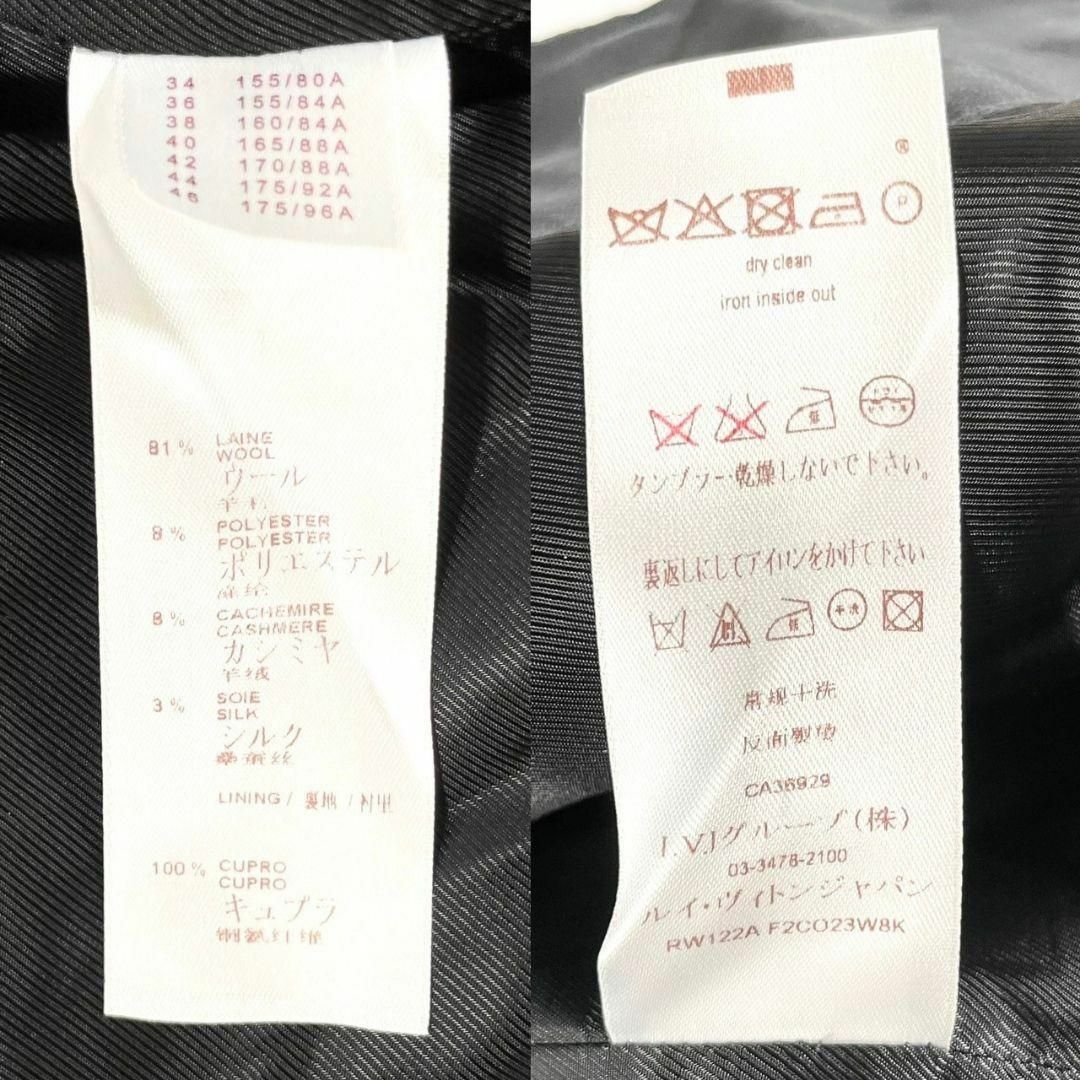 34 155/80A
36 155/84A
38 160/84A
40 165/88A
42 170/88A
44 175/92A
46 175/96A
81% LAINE
WOOL
ウール
羊毛
8% POLYESTER
POLYESTER
ポリエステル
8% CACHEMIRE
CASHMERE
カシミヤ
羊绒
3% SOIE
SILK
シルク
桑蚕丝
LINING / 裏地 / 衬里
100% CUPRO
CUPRO
キュプラ
铜氨纤维
®
P
dry clean
iron inside out
低
タンブラー乾燥しないで下さい。
裏返しにしてアイロンをかけて下さい
干洗
常规干洗
反面熨烫
CA36929
L.V.Jグループ(株)
03-3478-2100
ルイ・ヴィトンジャパン
RW122A F2CO23W8K